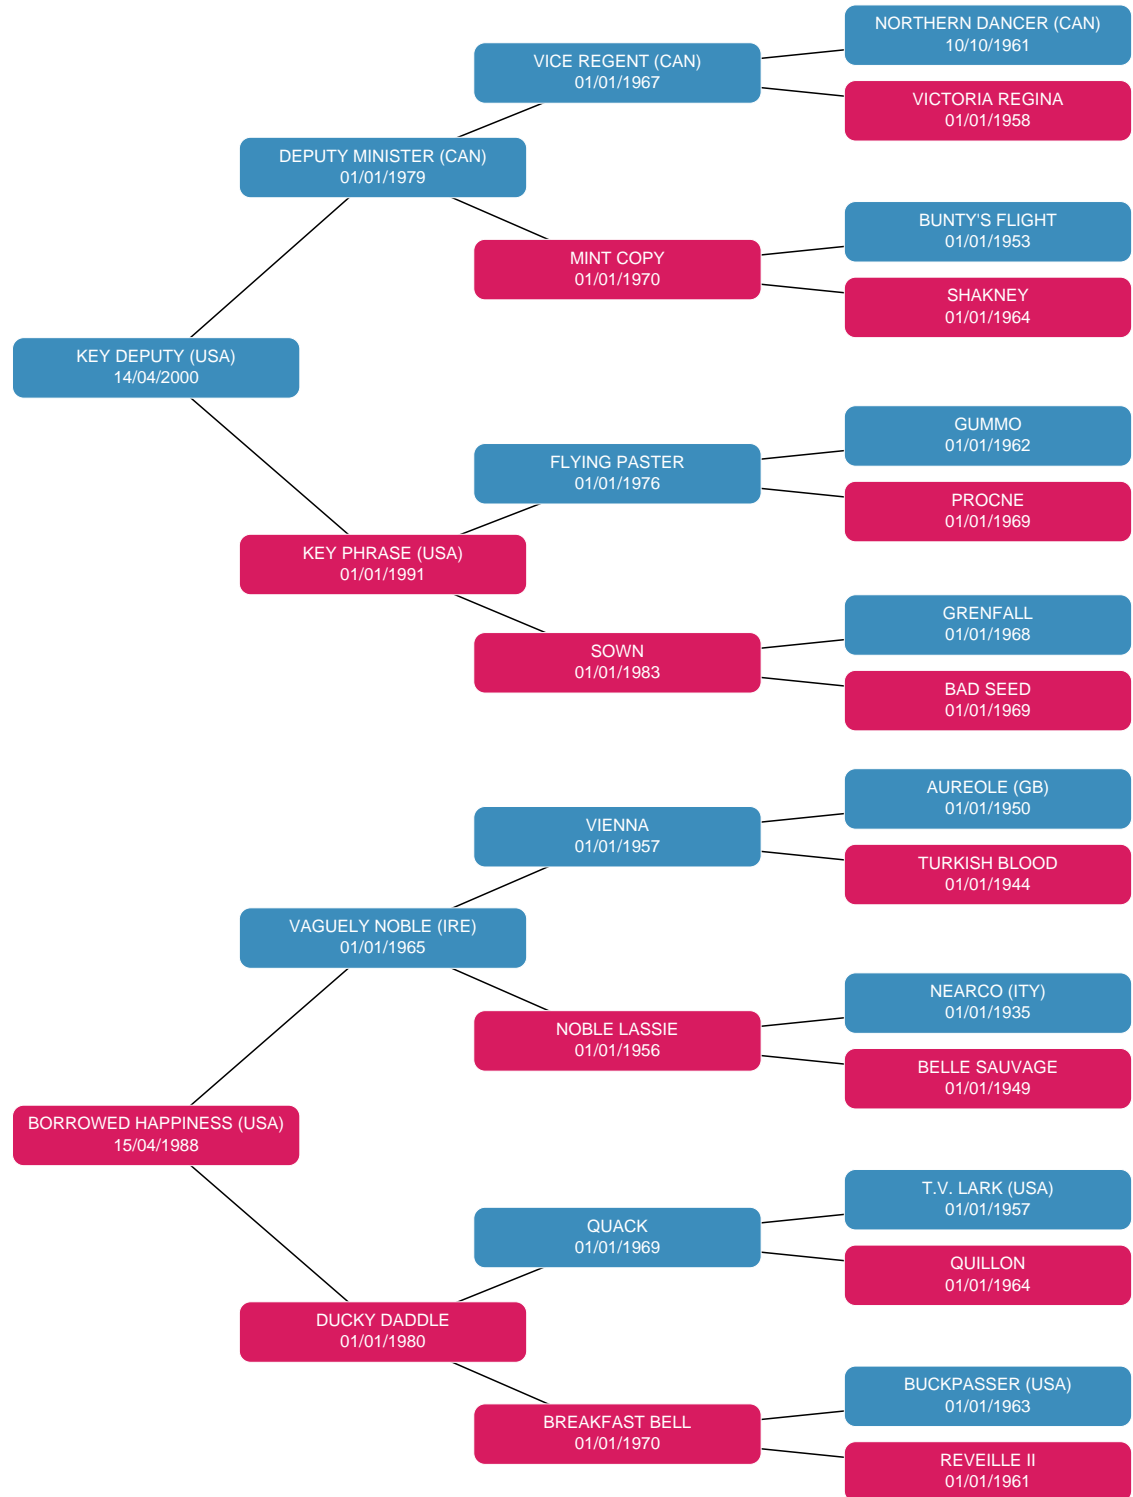 NORTHERN DANCER (CAN)
10/10/1961
VICE REGENT (CAN)
01/01/1967
VICTORIA REGINA
01/01/1958
DEPUTY MINISTER (CAN)
01/01/1979
BUNTY'S FLIGHT
01/01/1953
MINT COPY
01/01/1970
SHAKNEY
01/01/1964
KEY DEPUTY (USA)
14/04/2000
GUMMO
01/01/1962
FLYING PASTER
01/01/1976
PROCNE
01/01/1969
KEY PHRASE (USA)
01/01/1991
GRENFALL
01/01/1968
SOWN
01/01/1983
BAD SEED
01/01/1969
AUREOLE (GB)
01/01/1950
VIENNA
01/01/1957
TURKISH BLOOD
01/01/1944
VAGUELY NOBLE (IRE)
01/01/1965
NEARCO (ITY)
01/01/1935
NOBLE LASSIE
01/01/1956
BELLE SAUVAGE
01/01/1949
BORROWED HAPPINESS (USA)
15/04/1988
T.V. LARK (USA)
01/01/1957
QUACK
01/01/1969
QUILLON
01/01/1964
DUCKY DADDLE
01/01/1980
BUCKPASSER (USA)
01/01/1963
BREAKFAST BELL
01/01/1970
REVEILLE II
01/01/1961